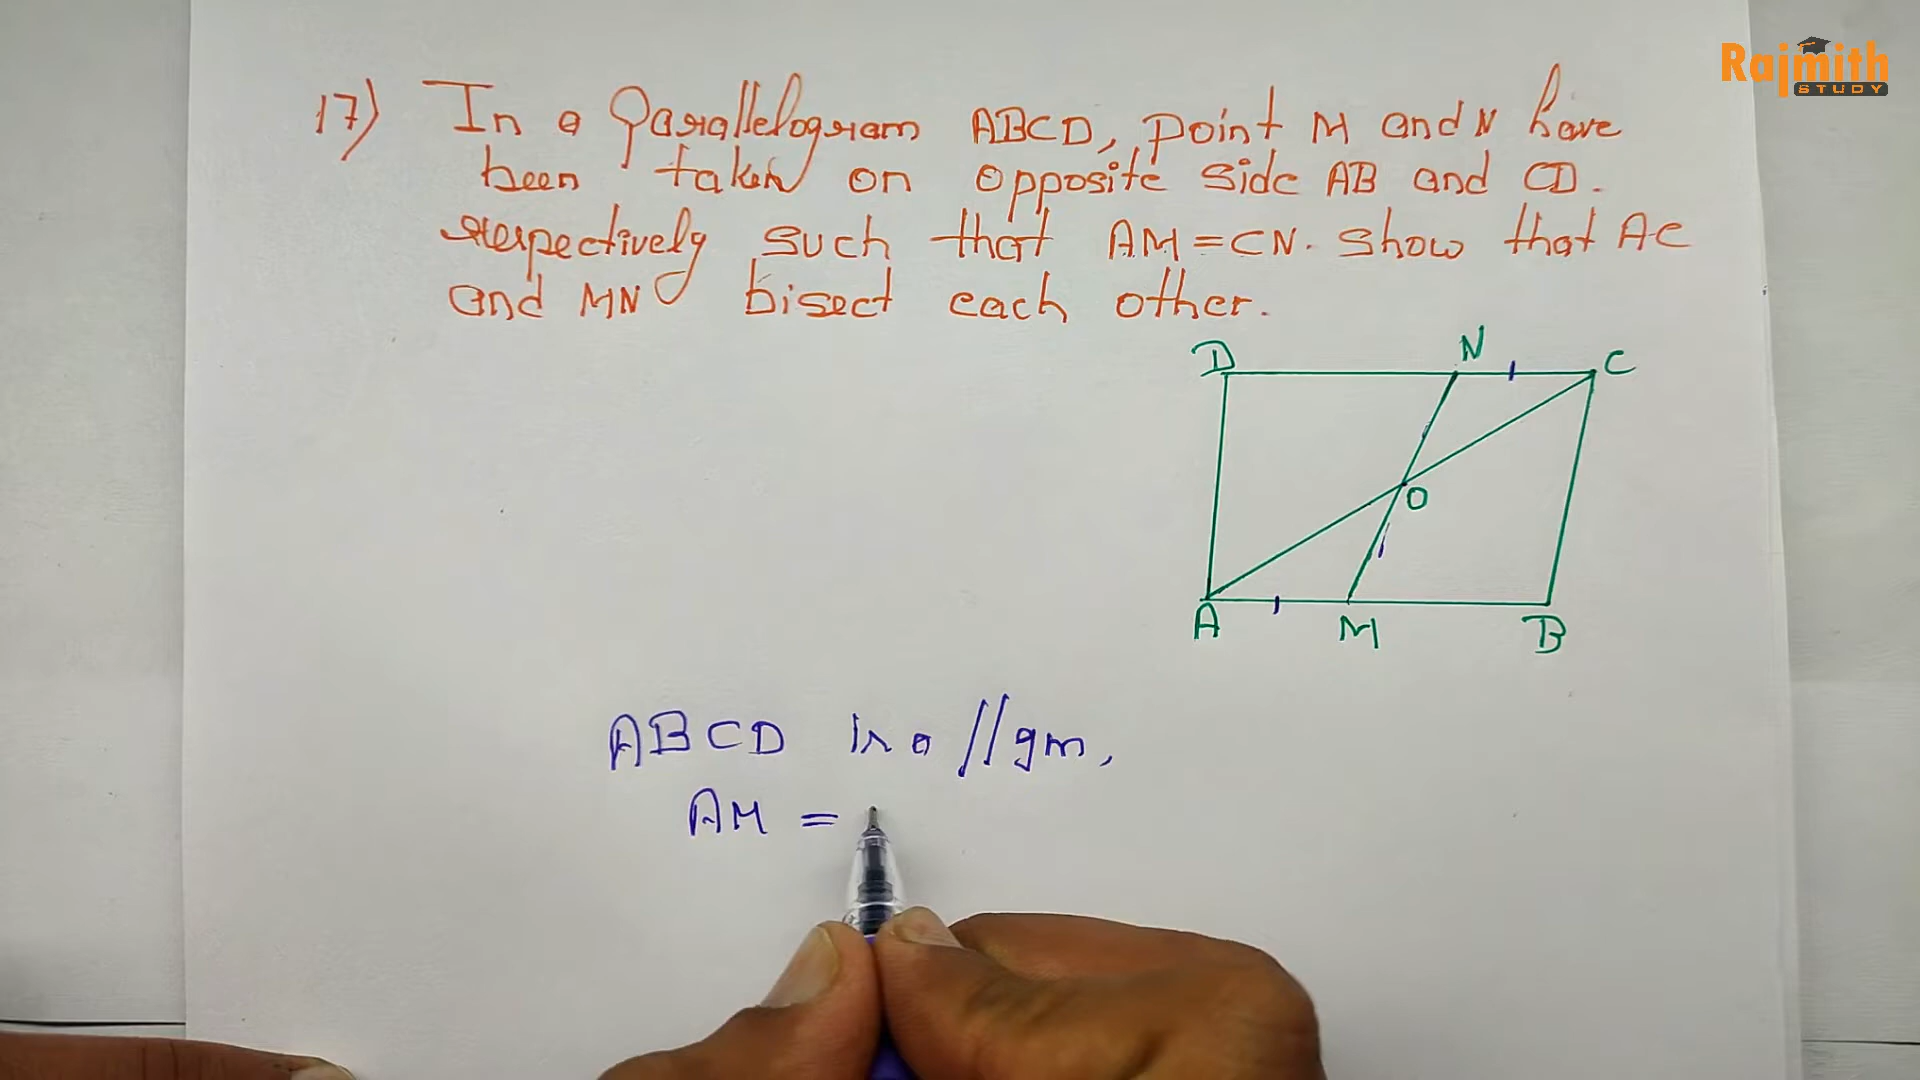 Rajmith
STUDY
17) In a parallelogram ABCD, point M and N have
been taken on opposite side AB and CD.
respectively such that AM = CN. Show that AC
and MN bisect each other.
D N C
O
A M B
ABCD is a //gm,
AM =